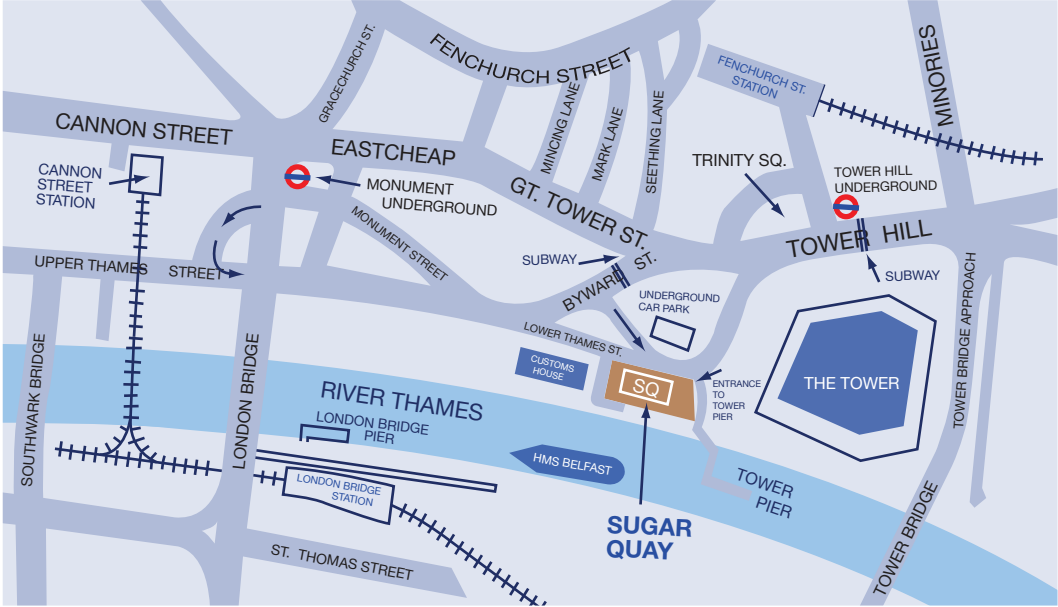 FENCHURCH STREET
GRACECHURCH ST.
MINORIES
FENCHURCH ST.
STATION
CANNON STREET
EASTCHEAP
MINCING LANE
MARK LANE
SEETHING LANE
TRINITY SQ.
TOWER HILL
UNDERGROUND
CANNON
STREET
STATION
MONUMENT
UNDERGROUND
GT. TOWER ST.
MONUMENT STREET
TOWER HILL
SUBWAY
SUBWAY
BYWARD ST.
UPPER THAMES STREET
UNDERGROUND
CAR PARK
LOWER THAMES ST.
TOWER BRIDGE APPROACH
CUSTOMS
HOUSE
SQ
ENTRANCE
TO
TOWER
PIER
THE TOWER
SOUTHWARK BRIDGE
LONDON BRIDGE
RIVER THAMES
LONDON BRIDGE
PIER
HMS BELFAST
TOWER
PIER
LONDON BRIDGE
STATION
SUGAR
QUAY
TOWER BRIDGE
ST. THOMAS STREET